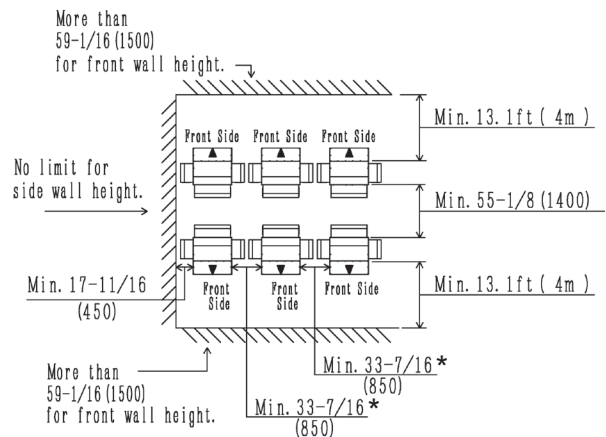 More than
59-1/16(1500)
for front wall height.
Min.13.1ft( 4m )
Front Side Front Side Front Side
No limit for
side wall height.
Min.55-1/8(1400)
Min.17-11/16
(450)
Front
Side
Front
Side
Front Side
Min.13.1ft( 4m )
More than
59-1/16(1500)
for front wall height.
Min.33-7/16*
(850)
Min.33-7/16*
(850)